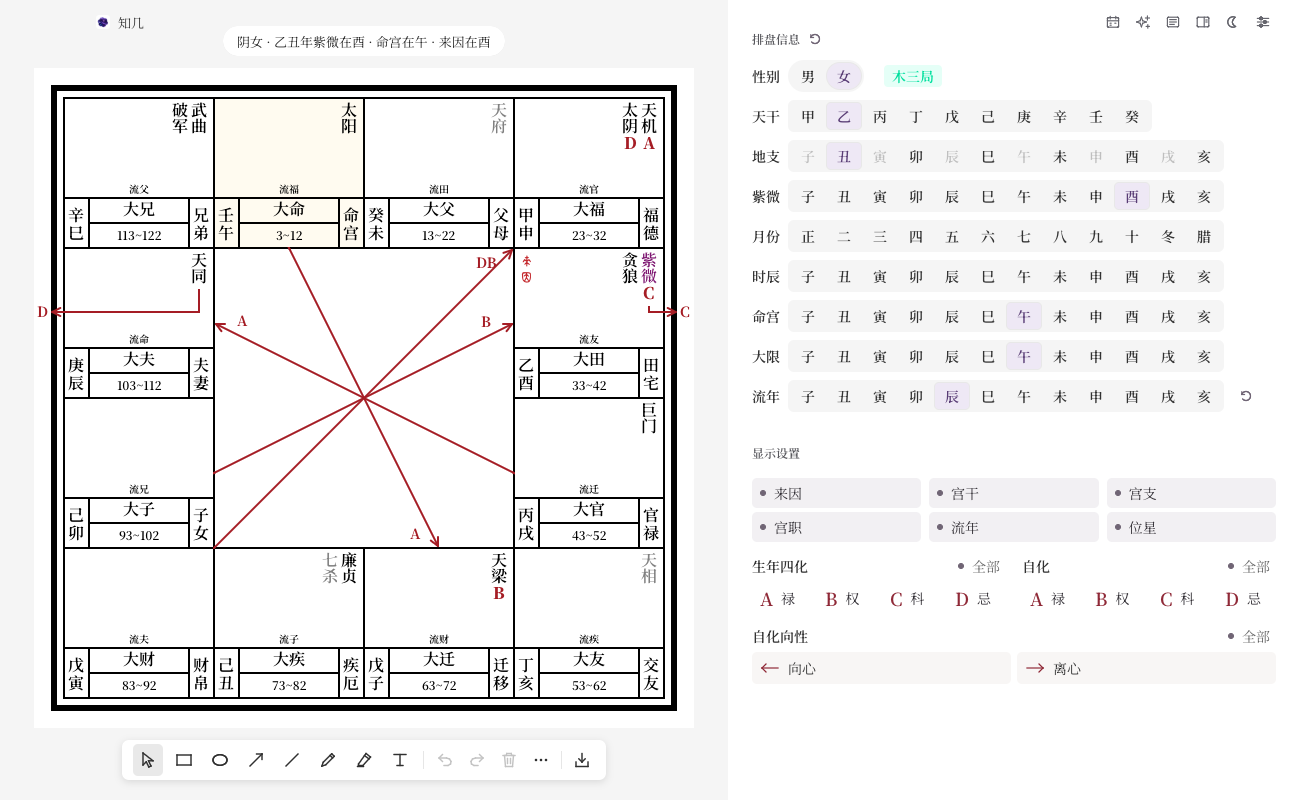 知几
阴女 · 乙丑年紫微在酉 · 命宫在午 · 来因在酉
破军
武曲
流父
辛巳
大兄
113~122
兄弟
太阳
流福
壬午
大命
3~12
命宫
天府
流田
癸未
大父
13~22
父母
太阴
D
天机
A
流官
甲申
大福
23~32
福德
天同
D
流命
庚辰
大夫
103~112
夫妻
DB
A
B
A
来因
贪狼
紫微
C
C
流友
乙酉
大田
33~42
田宅
流兄
己卯
大子
93~102
子女
巨门
流迁
丙戌
大官
43~52
官禄
流夫
戊寅
大财
83~92
财帛
七杀
廉贞
流子
己丑
大疾
73~82
疾厄
天梁
B
流财
戊子
大迁
63~72
迁移
天相
流疾
丁亥
大友
53~62
交友
排盘信息
性别 男 女 木三局
天干 甲 乙 丙 丁 戊 己 庚 辛 壬 癸
地支 子 丑 寅 卯 辰 巳 午 未 申 酉 戌 亥
紫微 子 丑 寅 卯 辰 巳 午 未 申 酉 戌 亥
月份 正 二 三 四 五 六 七 八 九 十 冬 腊
时辰 子 丑 寅 卯 辰 巳 午 未 申 酉 戌 亥
命宫 子 丑 寅 卯 辰 巳 午 未 申 酉 戌 亥
大限 子 丑 寅 卯 辰 巳 午 未 申 酉 戌 亥
流年 子 丑 寅 卯 辰 巳 午 未 申 酉 戌 亥
显示设置
来因 宫干 宫支
宫职 流年 位星
生年四化 全部 自化 全部
A 禄 B 权 C 科 D 忌 A 禄 B 权 C 科 D 忌
自化向性 全部
向心 离心